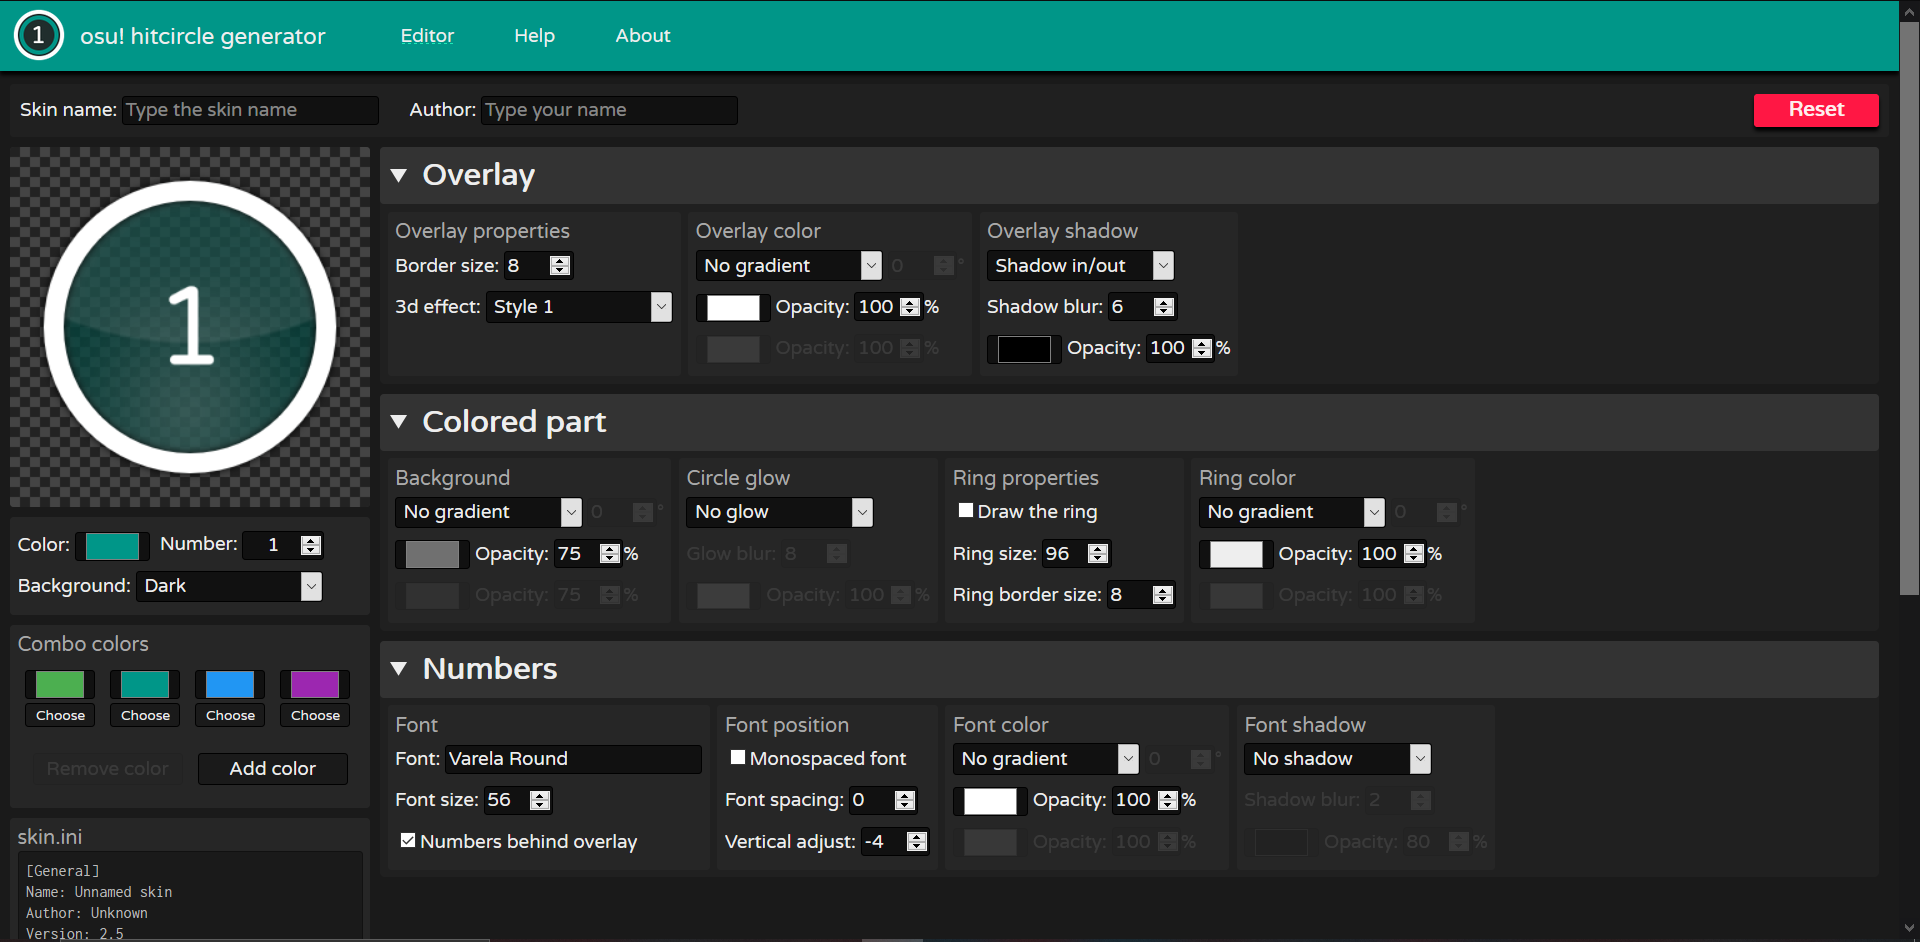 1 osu! hitcircle generator Editor Help About
Skin name: Type the skin name Author: Type your name Reset
1
Color: Number: 1
Background: Dark
Combo colors
Choose Choose Choose Choose
Remove color Add color
skin.ini
[General]
Name: Unnamed skin
Author: Unknown
Version: 2.5
Overlay
Overlay properties
Border size: 8
3d effect: Style 1
Overlay color
No gradient 0 °
Opacity: 100 %
Opacity: 100 %
Overlay shadow
Shadow in/out
Shadow blur: 6
Opacity: 100 %
Colored part
Background
No gradient 0 °
Opacity: 75 %
Opacity: 75 %
Circle glow
No glow
Glow blur: 8
Opacity: 100 %
Ring properties
Draw the ring
Ring size: 96
Ring border size: 8
Ring color
No gradient 0 °
Opacity: 100 %
Opacity: 100 %
Numbers
Font
Font: Varela Round
Font size: 56
Numbers behind overlay
Font position
Monospaced font
Font spacing: 0
Vertical adjust: -4
Font color
No gradient 0 °
Opacity: 100 %
Opacity: 100 %
Font shadow
No shadow
Shadow blur: 2
Opacity: 80 %